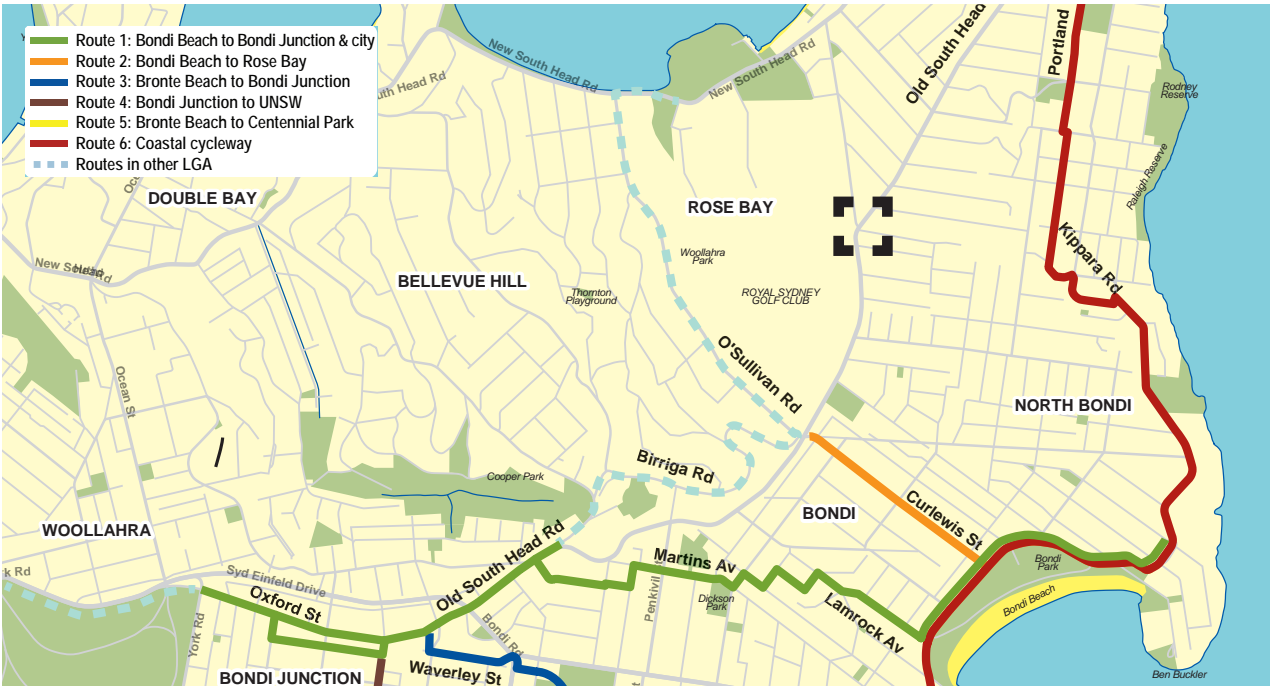 Route 1: Bondi Beach to Bondi Junction & city
Route 2: Bondi Beach to Rose Bay
Route 3: Bronte Beach to Bondi Junction
Route 4: Bondi Junction to UNSW
Route 5: Bronte Beach to Centennial Park
Route 6: Coastal cycleway
Routes in other LGA
New South Head Rd
New South Head Rd
uth Head Rd
Old South Head
Portland
Rodney
Reserve
Raleigh Reserve
DOUBLE BAY
ROSE BAY
Kippara Rd
Woollahra
Park
New South Head Rd
BELLEVUE HILL
Thornton
Playground
ROYAL SYDNEY
GOLF CLUB
O'Sullivan Rd
Ocean St
NORTH BONDI
Birriga Rd
Cooper Park
Curlewis St
BONDI
WOOLLAHRA
Old South Head Rd
Martins Av
Bondi
Park
k Rd
Syd Einfeld Drive
Oxford St
Penkivil
Dickson
Park
Lamrock Av
Bondi Beach
York Rd
Bondi Rd
Waverley St
BONDI JUNCTION
Ben Buckler